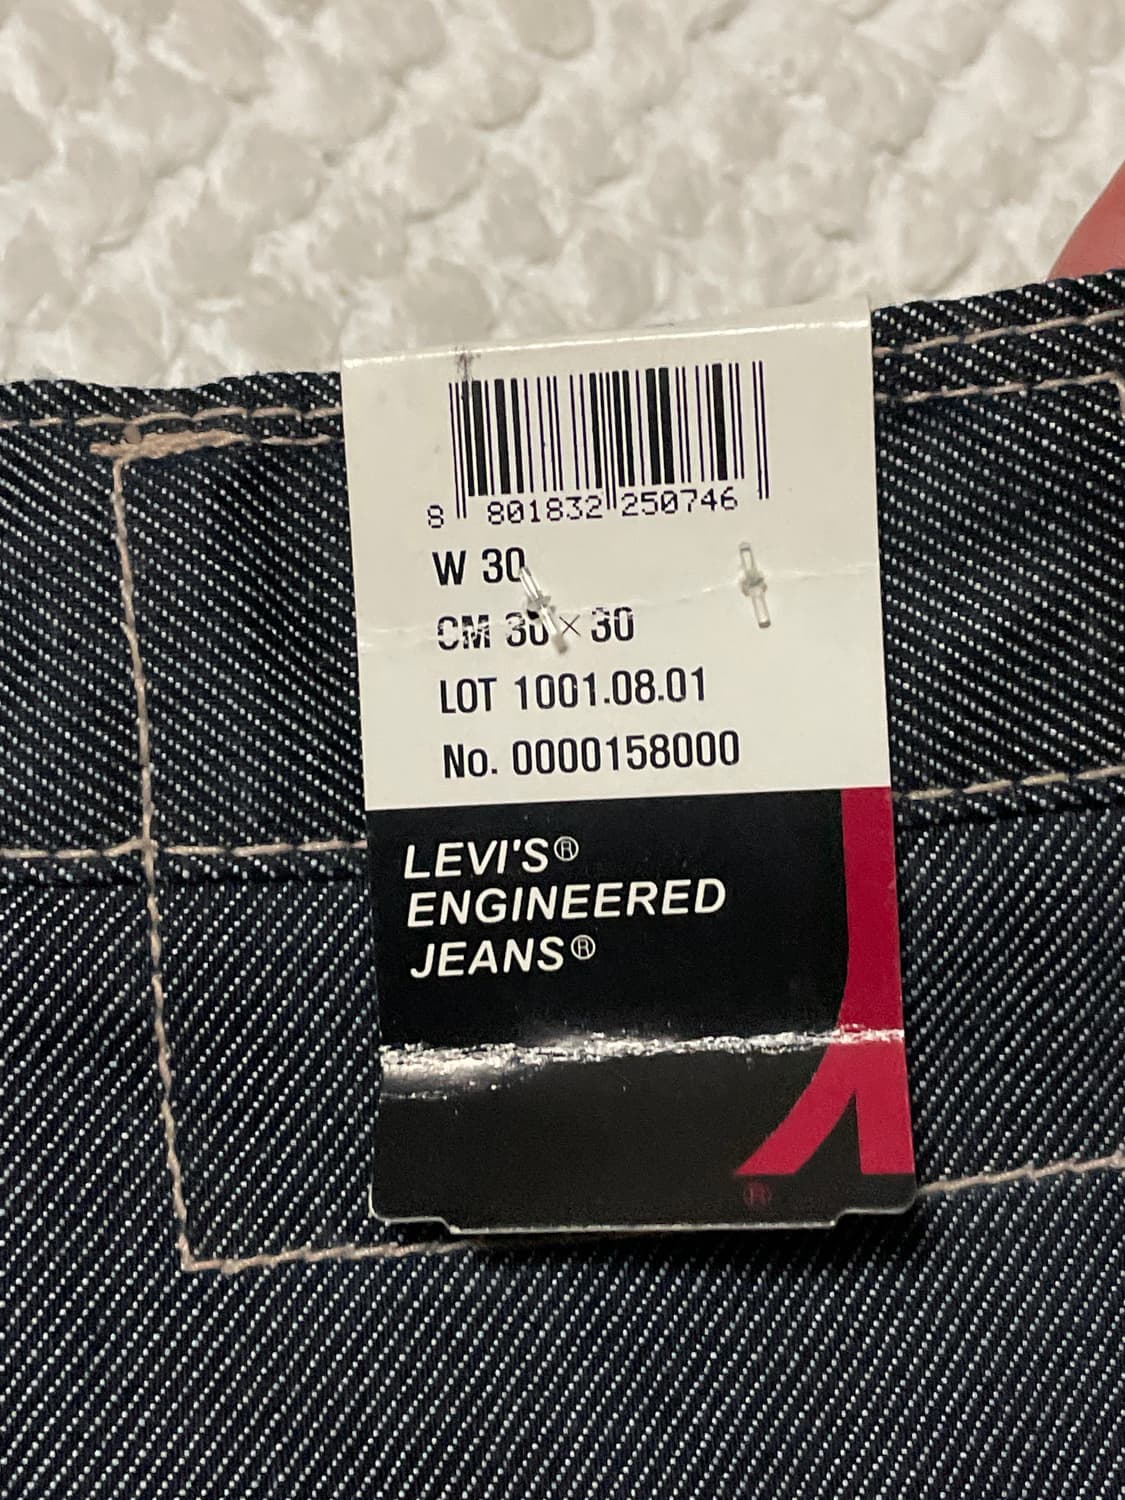 8 801832 250746
W 30
CM 30 × 30
LOT 1001.08.01
No. 0000158000
LEVI'S®
ENGINEERED
JEANS®
®